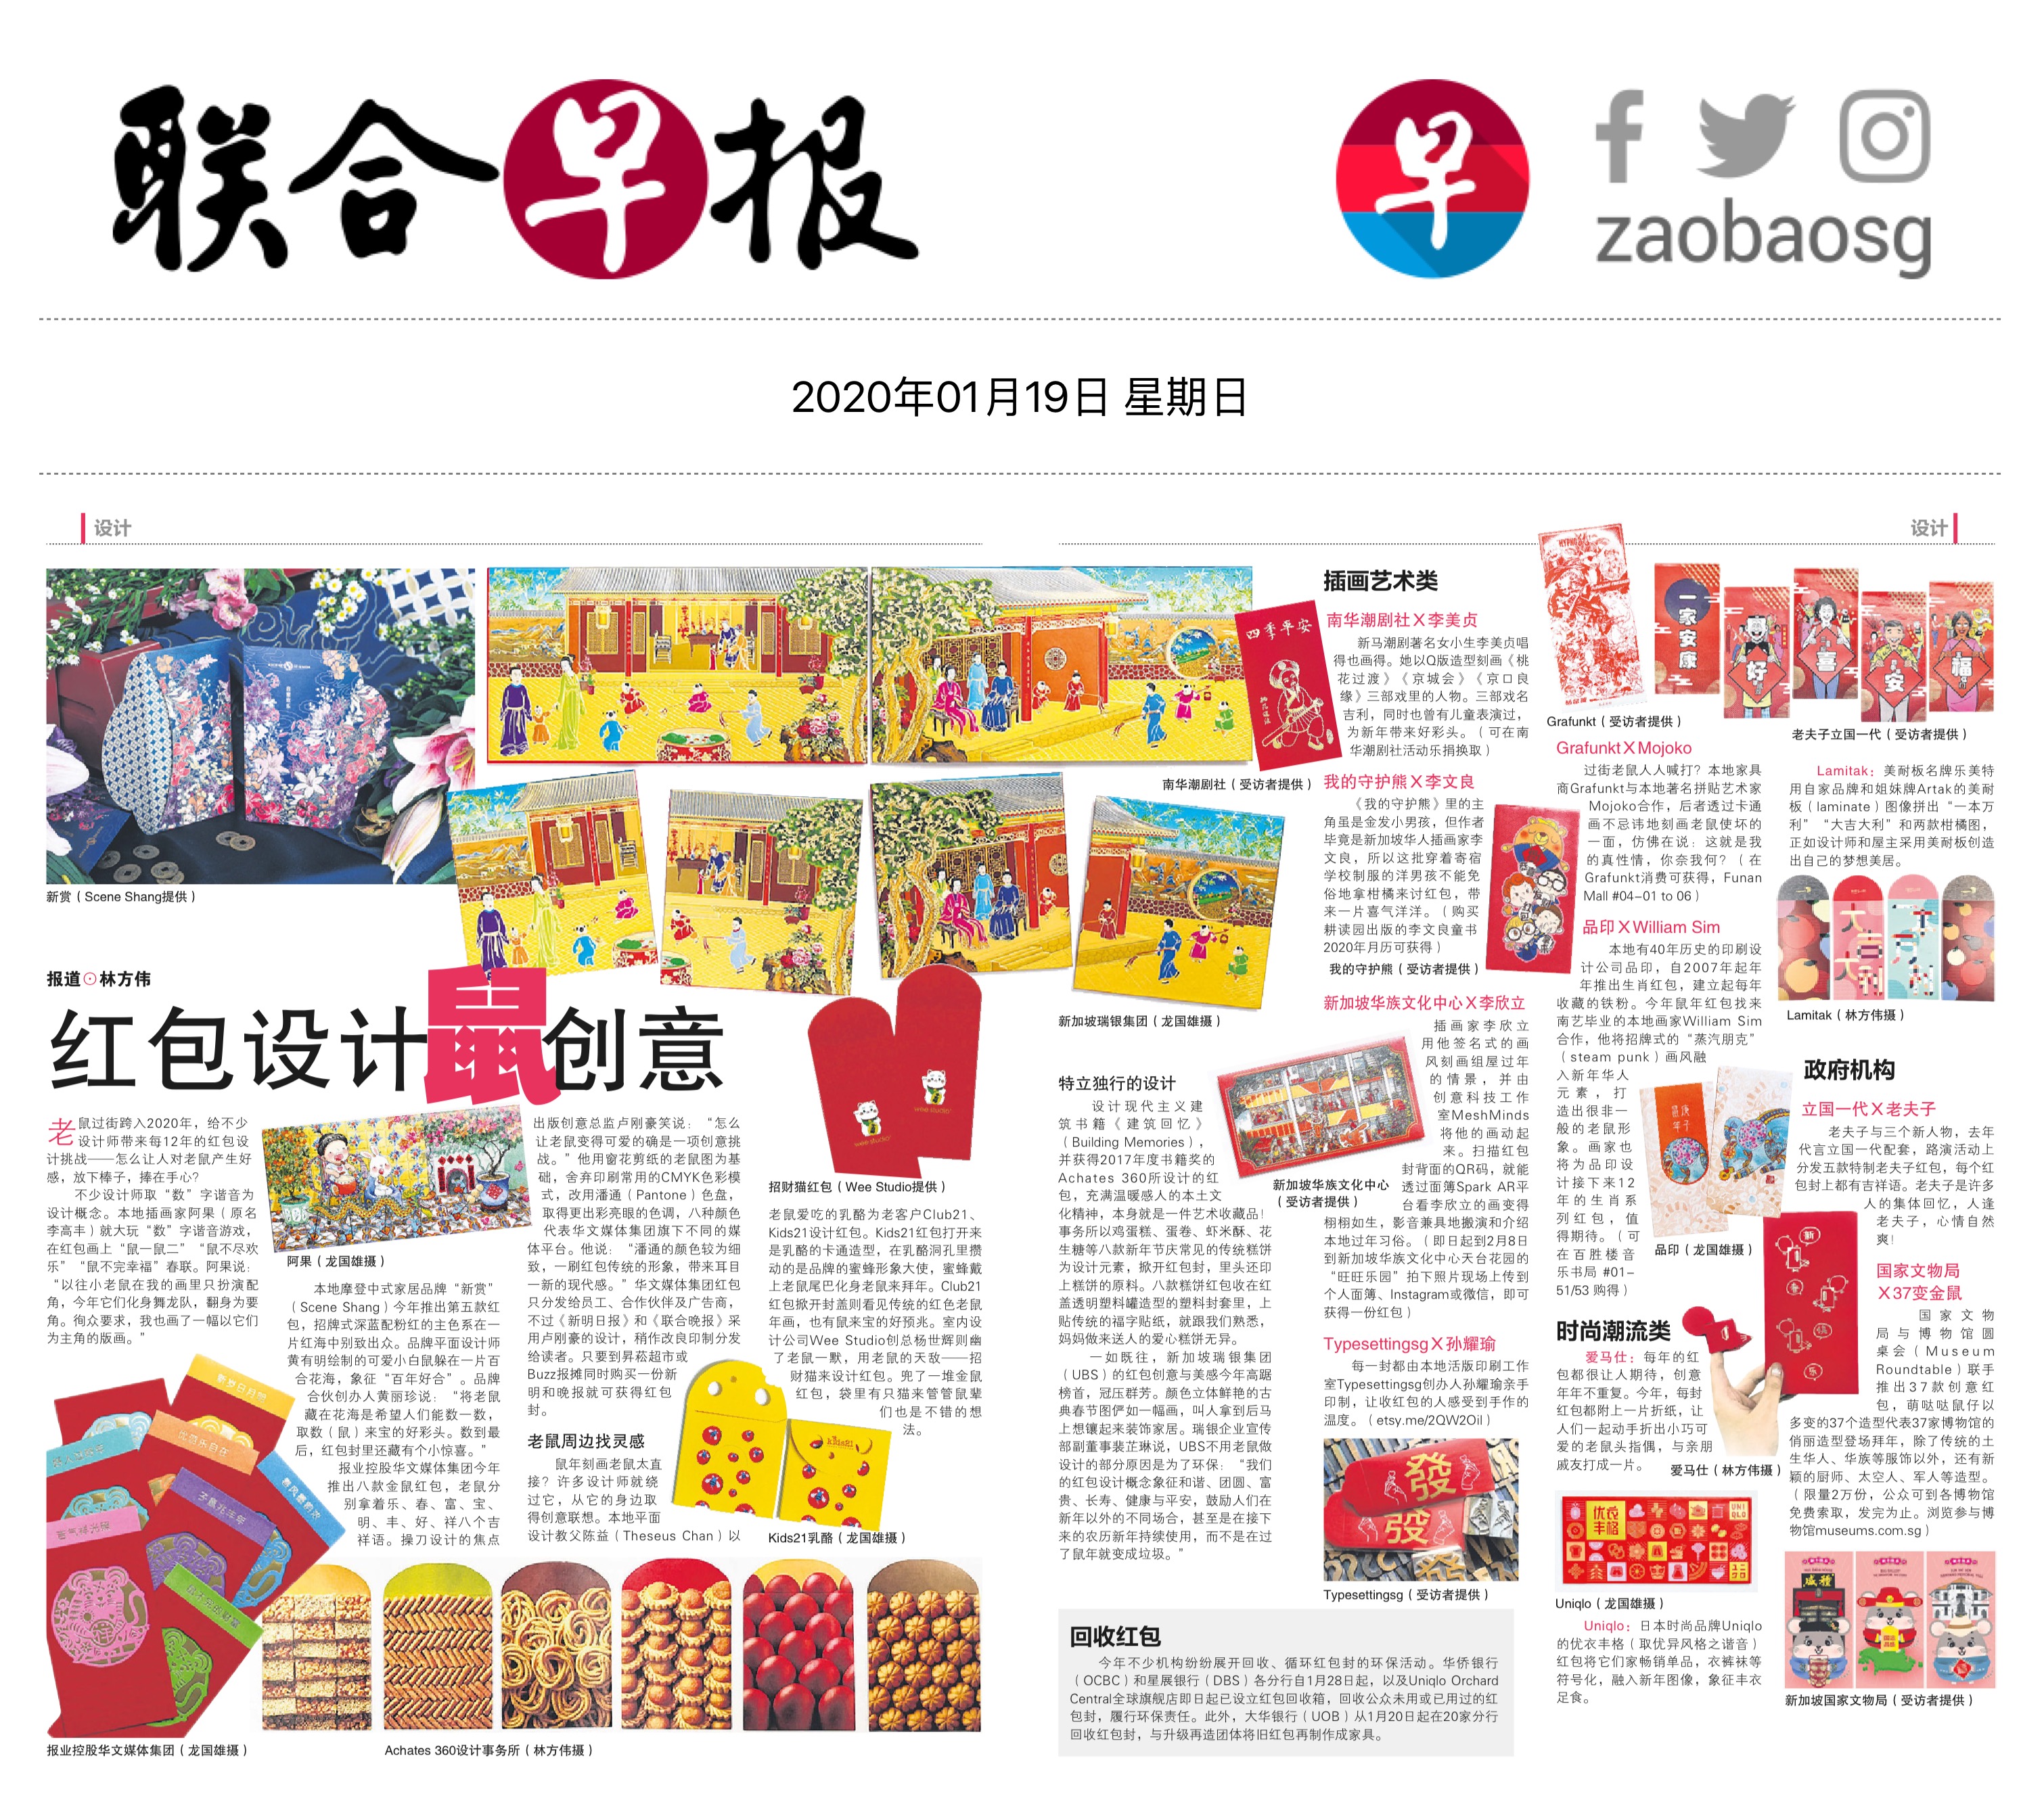 联合早报
早
zaobaosg
2020年01月19日 星期日
设计
新赏（Scene Shang提供）
报道⊙林方伟
红包设计鼠创意
老鼠过街跨入2020年，给不少
设计师带来每12年的红包设
计挑战——怎么让人对老鼠产生好
感，放下棒子，捧在手心？
不少设计师取“数”字谐音为
设计概念。本地插画家阿果（原名
李高丰）就大玩“数”字谐音游戏，
在红包画上“鼠一鼠二”“鼠不尽欢
乐”“鼠不完幸福”春联。阿果说：
“以往小老鼠在我的画里只扮演配
角，今年它们化身舞龙队，翻身为要
角。徇众要求，我也画了一幅以它们
为主角的版画。”
阿果（龙国雄摄）
本地摩登中式家居品牌“新赏”
（Scene Shang）今年推出第五款红
包，招牌式深蓝配粉红的主色系在一
片红海中别致出众。品牌平面设计师
黄有明绘制的可爱小白鼠躲在一片百
合花海，象征“百年好合”。品牌
合伙创办人黄丽珍说：“将老鼠
藏在花海是希望人们能数一数，
取数（鼠）来宝的好彩头。数到最
后，红包封里还藏有个小惊喜。”
报业控股华文媒体集团今年
推出八款金鼠红包，老鼠分
别拿着乐、春、富、宝、
明、丰、好、祥八个吉
祥语。操刀设计的焦点
出版创意总监卢刚豪笑说：“怎么
让老鼠变得可爱的确是一项创意挑
战。”他用窗花剪纸的老鼠图为基
础，舍弃印刷常用的CMYK色彩模
式，改用潘通（Pantone）色盘，
取得更出彩亮眼的色调，八种颜色
代表华文媒体集团旗下不同的媒
体平台。他说：“潘通的颜色较为细
致，一刷红包传统的形象，带来耳目
一新的现代感。”华文媒体集团红包
只分发给员工、合作伙伴及广告商，
不过《新明日报》和《联合晚报》采
用卢刚豪的设计，稍作改良印制分发
给读者。只要到昇菘超市或
Buzz报摊同时购买一份新
明和晚报就可获得红包
封。
老鼠周边找灵感
鼠年刻画老鼠太直
接？许多设计师就绕
过它，从它的身边取
得创意联想。本地平面
设计教父陈益（Theseus Chan）以
wee studio
wee studio
招财猫红包（Wee Studio提供）
老鼠爱吃的乳酪为老客户Club21、
Kids21设计红包。Kids21红包打开来
是乳酪的卡通造型，在乳酪洞孔里攒
动的是品牌的蜜蜂形象大使，蜜蜂戴
上老鼠尾巴化身老鼠来拜年。Club21
红包掀开封盖则看见传统的红色老鼠
年画，也有鼠来宝的好预兆。室内设
计公司Wee Studio创总杨世辉则幽
了老鼠一默，用老鼠的天敌——招
财猫来设计红包。兜了一堆金鼠
红包，袋里有只猫来管管鼠辈
们也是不错的想
法。
kids21
Kids21乳酪（龙国雄摄）
报业控股华文媒体集团（龙国雄摄）
Achates 360设计事务所（林方伟摄）
设计
四季平安
南华潮剧社（受访者提供）
新加坡瑞银集团（龙国雄摄）
特立独行的设计
设计现代主义建
筑书籍《建筑回忆》
（Building Memories），
并获得2017年度书籍奖的
Achates 360所设计的红
包，充满温暖感人的本土文
化精神，本身就是一件艺术收藏品！
事务所以鸡蛋糕、蛋卷、虾米酥、花
生糖等八款新年节庆常见的传统糕饼
为设计元素，掀开红包封，里头还印
上糕饼的原料。八款糕饼红包收在红
盖透明塑料罐造型的塑料封套里，上
贴传统的福字贴纸，就跟我们熟悉，
妈妈做来送人的爱心糕饼无异。
一如既往，新加坡瑞银集团
（UBS）的红包创意与美感今年高踞
榜首，冠压群芳。颜色立体鲜艳的古
典春节图俨如一幅画，叫人拿到后马
上想镶起来装饰家居。瑞银企业宣传
部副董事裴芷琳说，UBS不用老鼠做
设计的部分原因是为了环保：“我们
的红包设计概念象征和谐、团圆、富
贵、长寿、健康与平安，鼓励人们在
新年以外的不同场合，甚至是在接下
来的农历新年持续使用，而不是在过
了鼠年就变成垃圾。”
插画艺术类
南华潮剧社X李美贞
新马潮剧著名女小生李美贞唱
得也画得。她以Q版造型刻画《桃
花过渡》《京城会》《京口良
缘》三部戏里的人物。三部戏名
吉利，同时也曾有儿童表演过，
为新年带来好彩头。（可在南
华潮剧社活动乐捐换取）
我的守护熊X李文良
《我的守护熊》里的主
角虽是金发小男孩，但作者
毕竟是新加坡华人插画家李
文良，所以这批穿着寄宿
学校制服的洋男孩不能免
俗地拿柑橘来讨红包，带
来一片喜气洋洋。（购买
耕读园出版的李文良童书
2020年月历可获得）
我的守护熊（受访者提供）
新加坡华族文化中心X李欣立
插画家李欣立
用他签名式的画
风刻画组屋过年
的情景，并由
创意科技工作
室MeshMinds
将他的画动起
来。扫描红包
封背面的QR码，就能
透过面簿Spark AR平
台看李欣立的画变得
栩栩如生，影音兼具地搬演和介绍
本地过年习俗。（即日起到2月8日
到新加坡华族文化中心天台花园的
“旺旺乐园”拍下照片现场上传到
个人面簿、Instagram或微信，即可
获得一份红包）
新加坡华族文化中心
（受访者提供）
Typesettingsg X 孙耀瑜
每一封都由本地活版印刷工作
室Typesettingsg创办人孙耀瑜亲手
印制，让收红包的人感受到手作的
温度。（etsy.me/2QW2Oil）
發
發
Typesettingsg（受访者提供）
回收红包
今年不少机构纷纷展开回收、循环红包封的环保活动。华侨银行
（OCBC）和星展银行（DBS）各分行自1月28日起，以及Uniqlo Orchard
Central全球旗舰店即日起已设立红包回收箱，回收公众未用或已用过的红
包封，履行环保责任。此外，大华银行（UOB）从1月20日起在20家分行
回收红包封，与升级再造团体将旧红包再制作成家具。
Grafunkt（受访者提供）
Grafunkt X Mojoko
过街老鼠人人喊打？本地家具
商Grafunkt与本地著名拼贴艺术家
Mojoko合作，后者透过卡通
画不忌讳地刻画老鼠使坏的
一面，仿佛在说：这就是我
的真性情，你奈我何？（在
Grafunkt消费可获得，Funan
Mall #04–01 to 06）
品印 X William Sim
本地有40年历史的印刷设
计公司品印，自2007年起年
年推出生肖红包，建立起每年
收藏的铁粉。今年鼠年红包找来
南艺毕业的本地画家William Sim
合作，他将招牌式的“蒸汽朋克”
（steam punk）画风融
入新年华人
元素，打
造出很非一
般的老鼠形
象。画家也
将为品印设
计接下来12
年的生肖系
列红包，值
得期待。（可
在百胜楼音
乐书局 #01–
51/53 购得）
品印（龙国雄摄）
时尚潮流类
爱马仕：每年的红
包都很让人期待，创意
年年不重复。今年，每封
红包都附上一片折纸，让
人们一起动手折出小巧可
爱的老鼠头指偶，与亲朋
戚友打成一片。
爱马仕（林方伟摄）
优衣
丰格
UNI
QLO
Uniqlo（龙国雄摄）
Uniqlo：日本时尚品牌Uniqlo
的优衣丰格（取优异风格之谐音）
红包将它们家畅销单品，衣裤袜等
符号化，融入新年图像，象征丰衣
足食。
一家安康
好
喜
安
福
老夫子立国一代（受访者提供）
Lamitak：美耐板名牌乐美特
用自家品牌和姐妹牌Artak的美耐
板（laminate）图像拼出“一本万
利”“大吉大利”和两款柑橘图，
正如设计师和屋主采用美耐板创造
出自己的梦想美居。
Lamitak（林方伟摄）
政府机构
立国一代X老夫子
老夫子与三个新人物，去年
代言立国一代配套，路演活动上
分发五款特制老夫子红包，每个红
包封上都有吉祥语。老夫子是许多
人的集体回忆，人逢
老夫子，心情自然
爽！
国家文物局
X37变金鼠
国家文物
局与博物馆圆
桌会（Museum
Roundtable）联手
推出37款创意红
包，萌哒哒鼠仔以
多变的37个造型代表37家博物馆的
俏丽造型登场拜年，除了传统的土
生华人、华族等服饰以外，还有新
颖的厨师、太空人、军人等造型。
（限量2万份，公众可到各博物馆
免费索取，发完为止。浏览参与博
物馆museums.com.sg）
新加坡国家文物局（受访者提供）